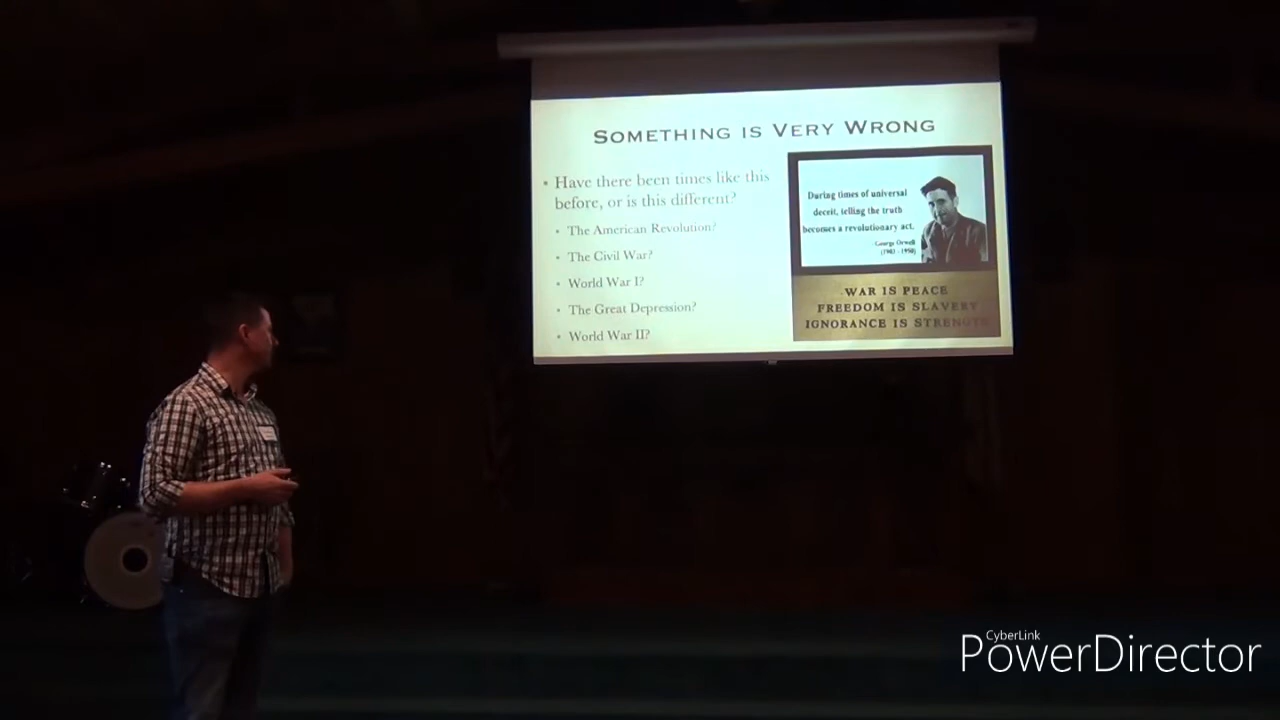 SOMETHING IS VERY WRONG
• Have there been times like this
before, or is this different?
• The American Revolution?
• The Civil War?
• World War I?
• The Great Depression?
• World War II?
During times of universal
deceit, telling the truth
becomes a revolutionary act.
George Orwell
(1903 - 1950)
WAR IS PEACE
FREEDOM IS SLAVERY
IGNORANCE IS STRENGTH
CyberLink
PowerDirector